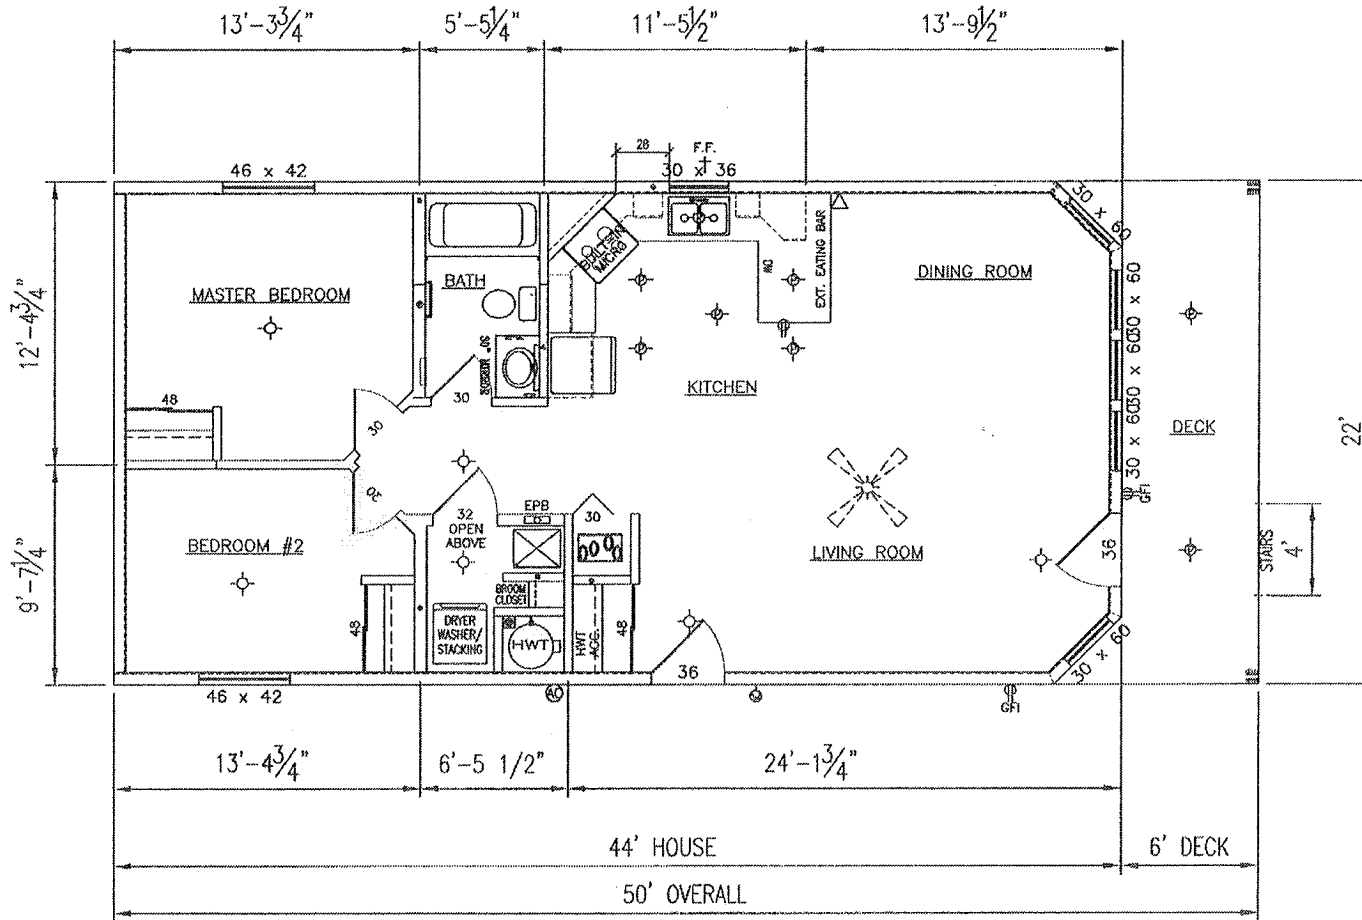 13'-3 3/4" 5'-5 1/4" 11'-5 1/2" 13'-9 1/2"
28
F.F.
46 x 42
30 x 36
30 x 60
BUILT-IN
MICRO
EXT. EATING BAR
DINING ROOM
BATH
MASTER BEDROOM
30 x 60
30 x 60
30 x 60
12'-4 3/4"
KITCHEN
48
30
30
DECK
22'
30
EPB
32
OPEN
ABOVE
30
GFI
BEDROOM #2
LIVING ROOM
36
STAIRS
4'
9'-7 1/4"
BROOM
CLOSET
48
DRYER
WASHER/
STACKING
HWT
HWT
ACC.
48
30 x 60
36
46 x 42
GFI
13'-4 3/4" 6'-5 1/2" 24'-1 3/4"
44' HOUSE
6' DECK
50' OVERALL